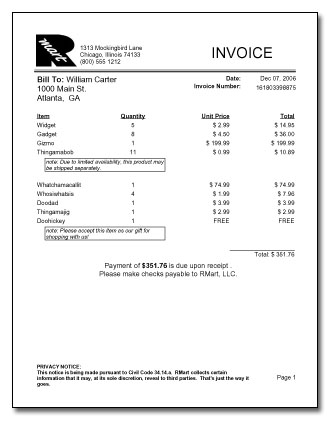 R mart
1313 Mockingbird Lane
Chicago, Illinois 74133
(800) 555 1212
INVOICE
Bill To: William Carter
1000 Main St.
Atlanta, GA
Date: Dec 07, 2006
Invoice Number: 161803398875
Item Quantity Unit Price Total
Widget 5 $ 2.99 $ 14.95
Gadget 8 $ 4.50 $ 36.00
Gizmo 1 $ 199.99 $ 199.99
Thingamabob 11 $ 0.99 $ 10.89
note: Due to limited availability, this product may
be shipped separately.
Whatchamacallit 1 $ 74.99 $ 74.99
Whosiwhatsis 4 $ 1.99 $ 7.96
Doodad 1 $ 3.99 $ 3.99
Thingamajig 1 $ 2.99 $ 2.99
Doohickey 1 FREE FREE
note: Please accept this item as our gift for
shopping with us!
Total: $ 351.76
Payment of $351.76 is due upon receipt
Please make checks payable to RMart, LLC.
PRIVACY NOTICE:
This notice is being made pursuant to Civil Code 34.14.a. RMart collects certain
information that it may, at its sole discretion, reveal to third parties. That's just the way it
goes.
Page 1